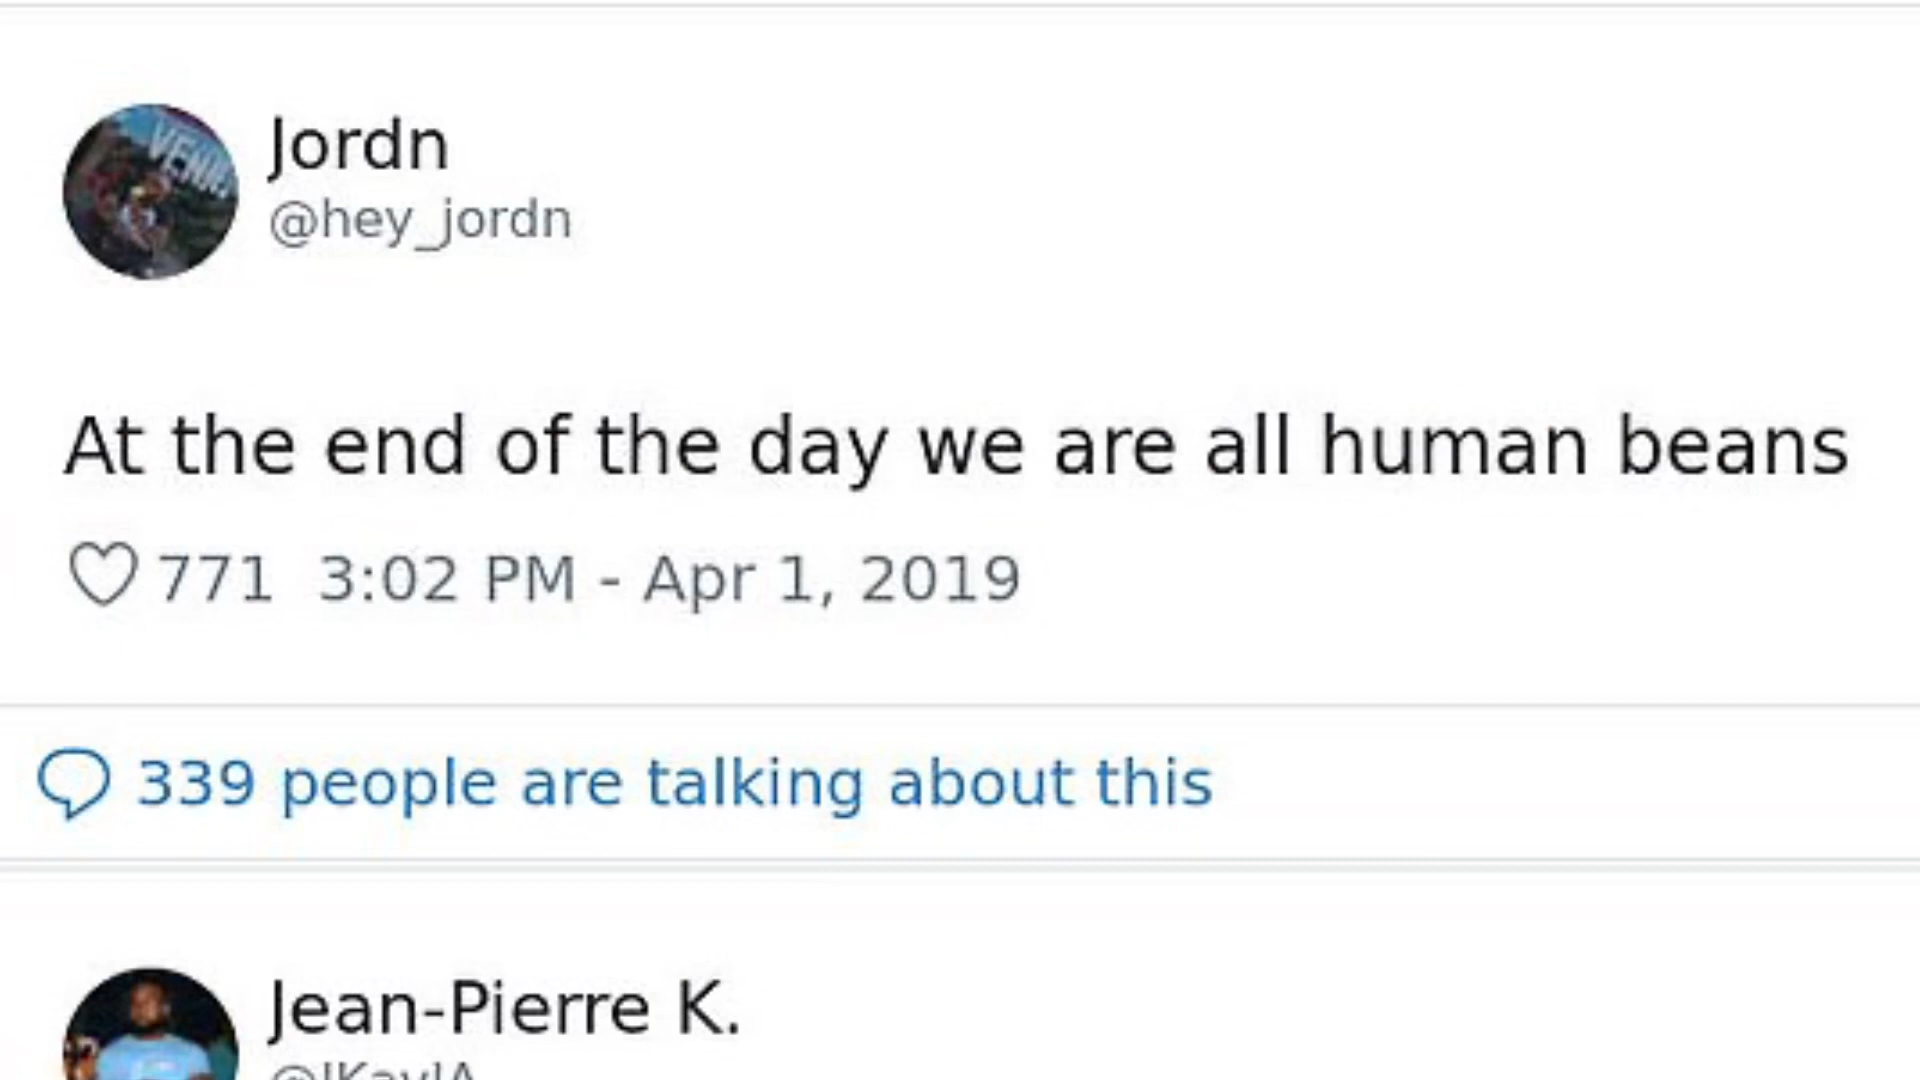 Jordn
@hey_jordn
At the end of the day we are all human beans
771 3:02 PM - Apr 1, 2019
339 people are talking about this
Jean-Pierre K.